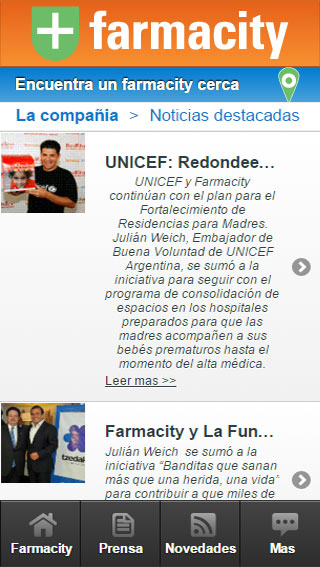 farmacity
Encuentra un farmacity cerca
La compañia > Noticias destacadas
UNICEF: Redondee...
UNICEF y Farmacity
continúan con el plan para el
Fortalecimiento de
Residencias para Madres.
Julián Weich, Embajador de
Buena Voluntad de UNICEF
Argentina, se sumó a la
iniciativa para seguir con el
programa de consolidación de
espacios en los hospitales
preparados para que las
madres acompañen a sus
bebés prematuros hasta el
momento del alta médica.
Leer mas >>
Farmacity y La Fun...
tzedaka
Julián Weich se sumó a la
iniciativa “Banditas que sanan
más que una herida, una vida”
para contribuir a que miles de
Farmacity Prensa Novedades Mas